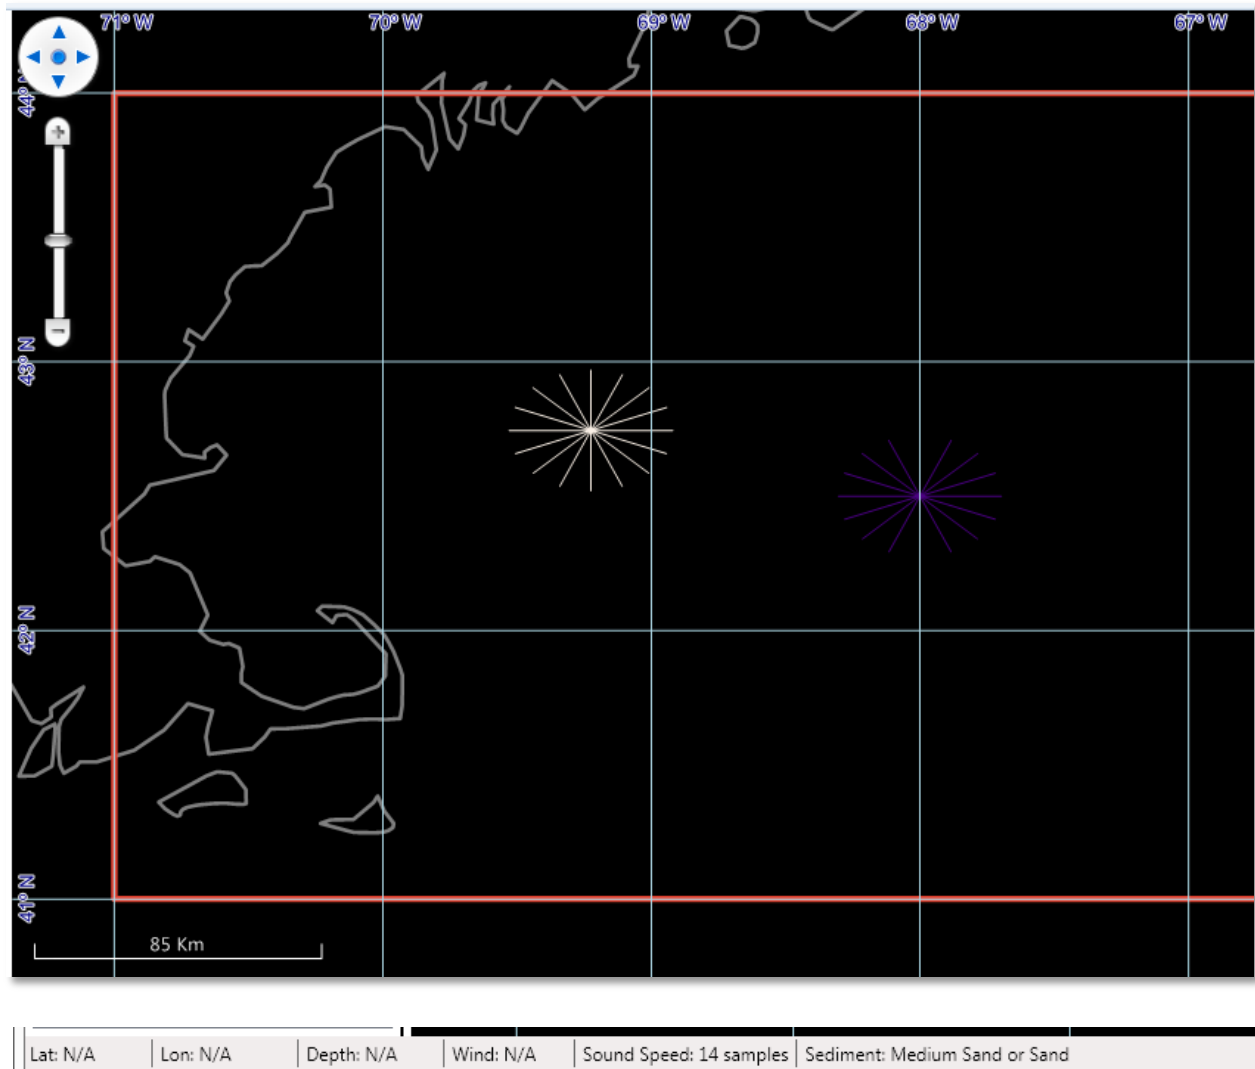 71° W 70° W 69° W 68° W 67° W
44° N
43° N
42° N
41° N
85 Km
Lat: N/A Lon: N/A Depth: N/A Wind: N/A Sound Speed: 14 samples Sediment: Medium Sand or Sand